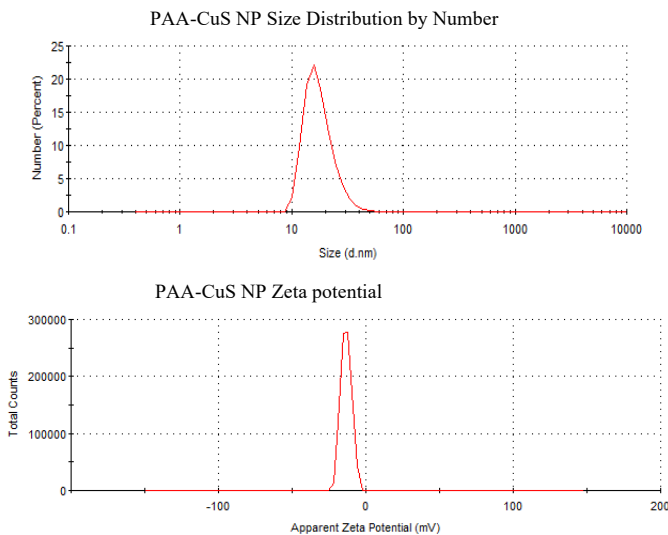 PAA-CuS NP Size Distribution by Number
25
20
15
10
5
0
Number (Percent)
0.1 1 10 100 1000 10000
Size (d.nm)
PAA-CuS NP Zeta potential
300000
200000
100000
0
Total Counts
-100 0 100 200
Apparent Zeta Potential (mV)